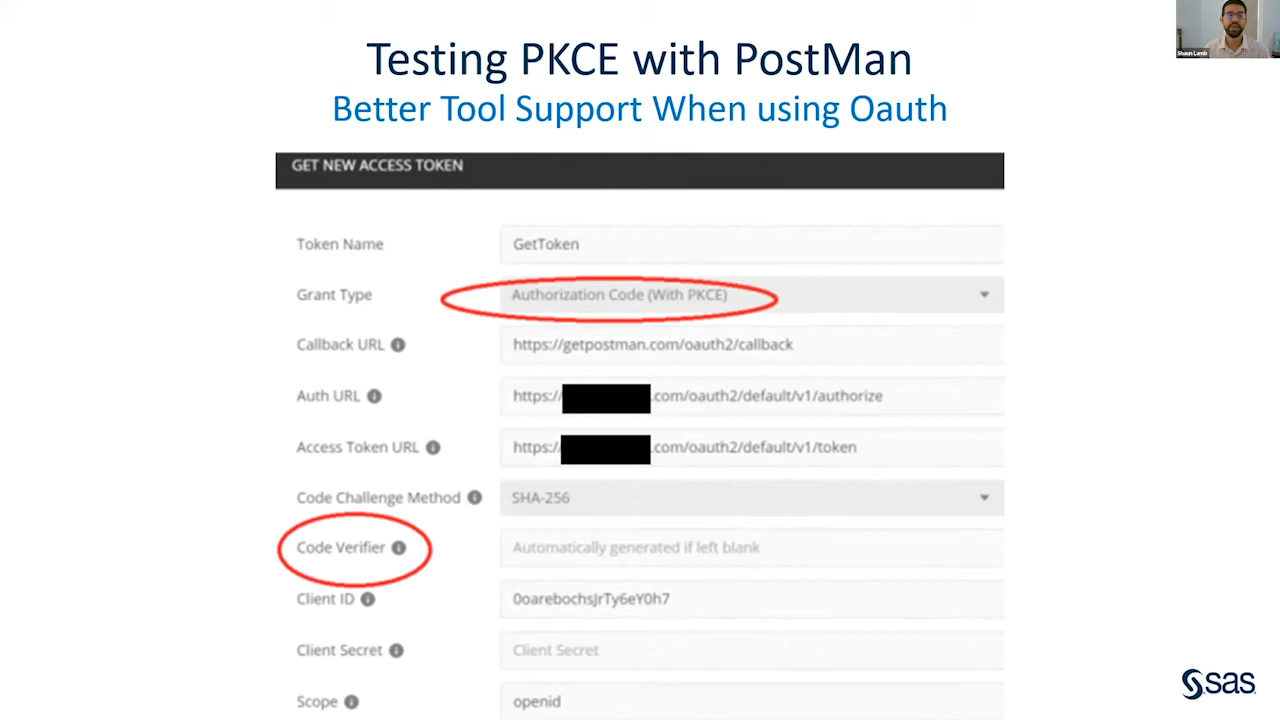 Shaun Lamb
Testing PKCE with PostMan
Better Tool Support When using Oauth
GET NEW ACCESS TOKEN
Token Name GetToken
Grant Type Authorization Code (With PKCE)
Callback URL https://getpostman.com/oauth2/callback
Auth URL https:/ .com/oauth2/default/v1/authorize
Access Token URL https:/ .com/oauth2/default/v1/token
Code Challenge Method SHA-256
Code Verifier Automatically generated if left blank
Client ID 0oarebochsJrTy6eY0h7
Client Secret Client Secret
Scope openid
sas